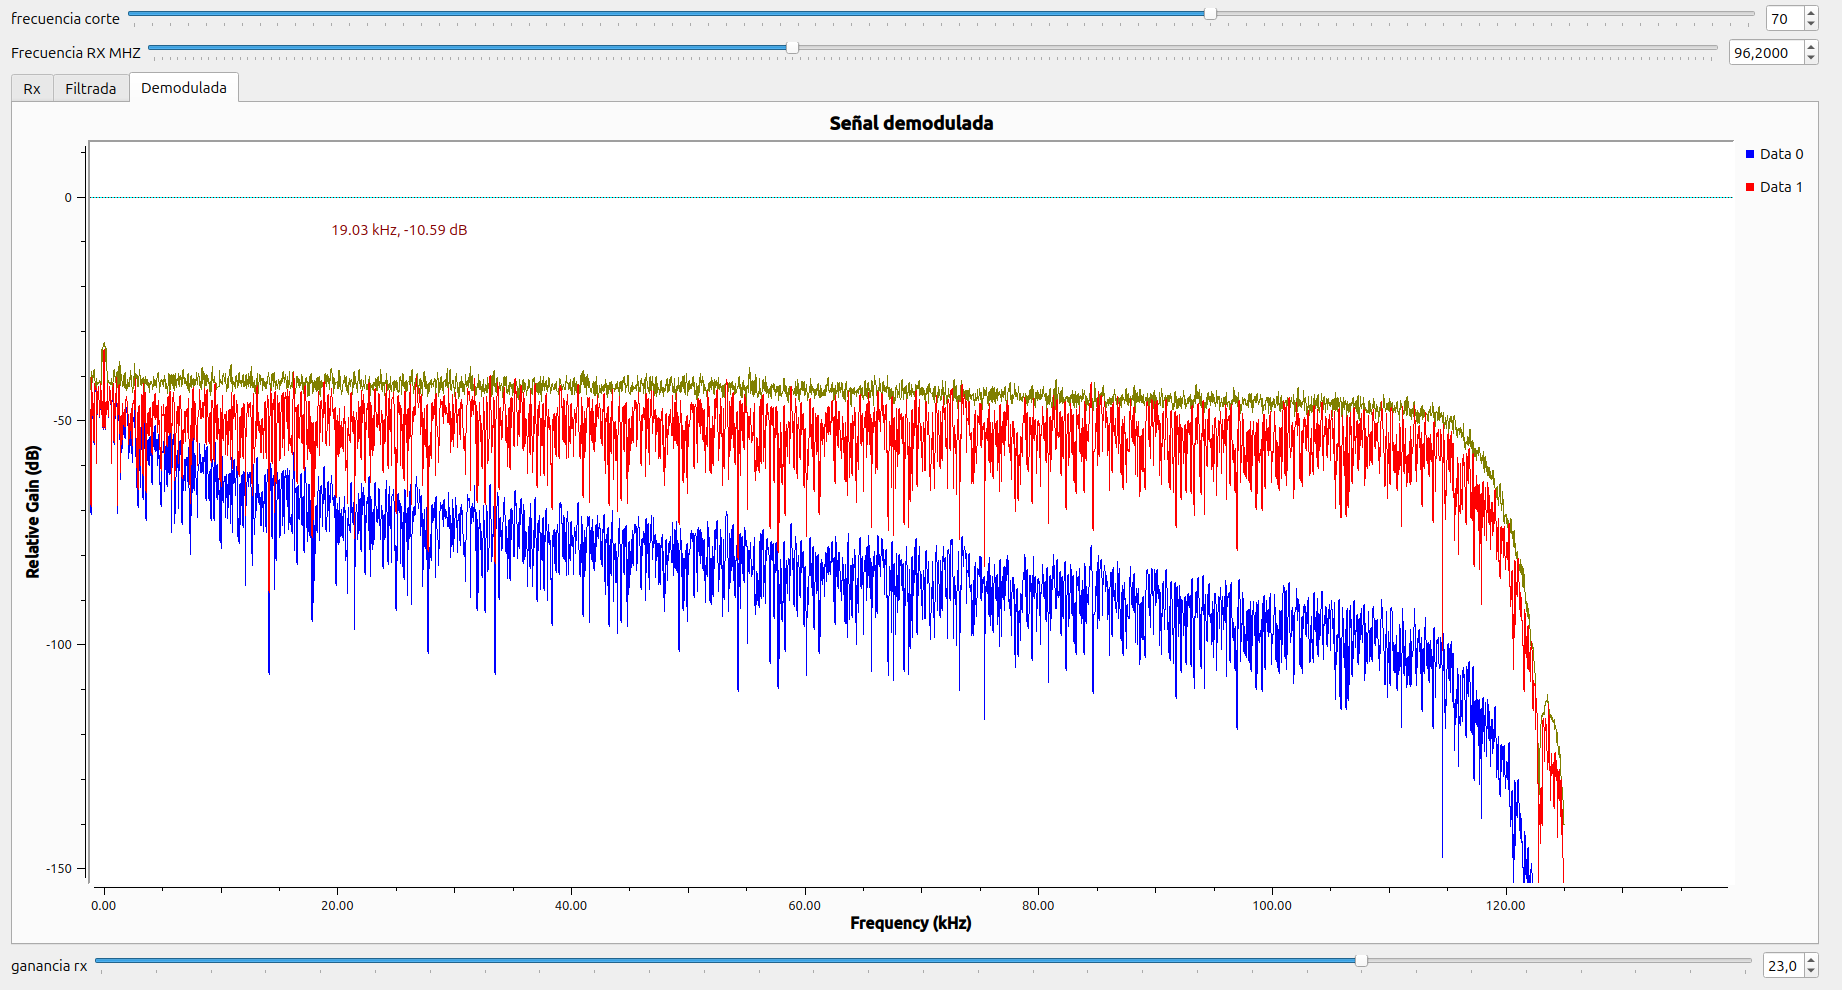 frecuencia corte 70
Frecuencia RX MHZ 96,2000
Rx Filtrada Demodulada
Señal demodulada
Data 0
Data 1
0
19.03 kHz, -10.59 dB
-50
-100
-150
Relative Gain (dB)
0.00 20.00 40.00 60.00 80.00 100.00 120.00
Frequency (kHz)
ganancia rx 23,0